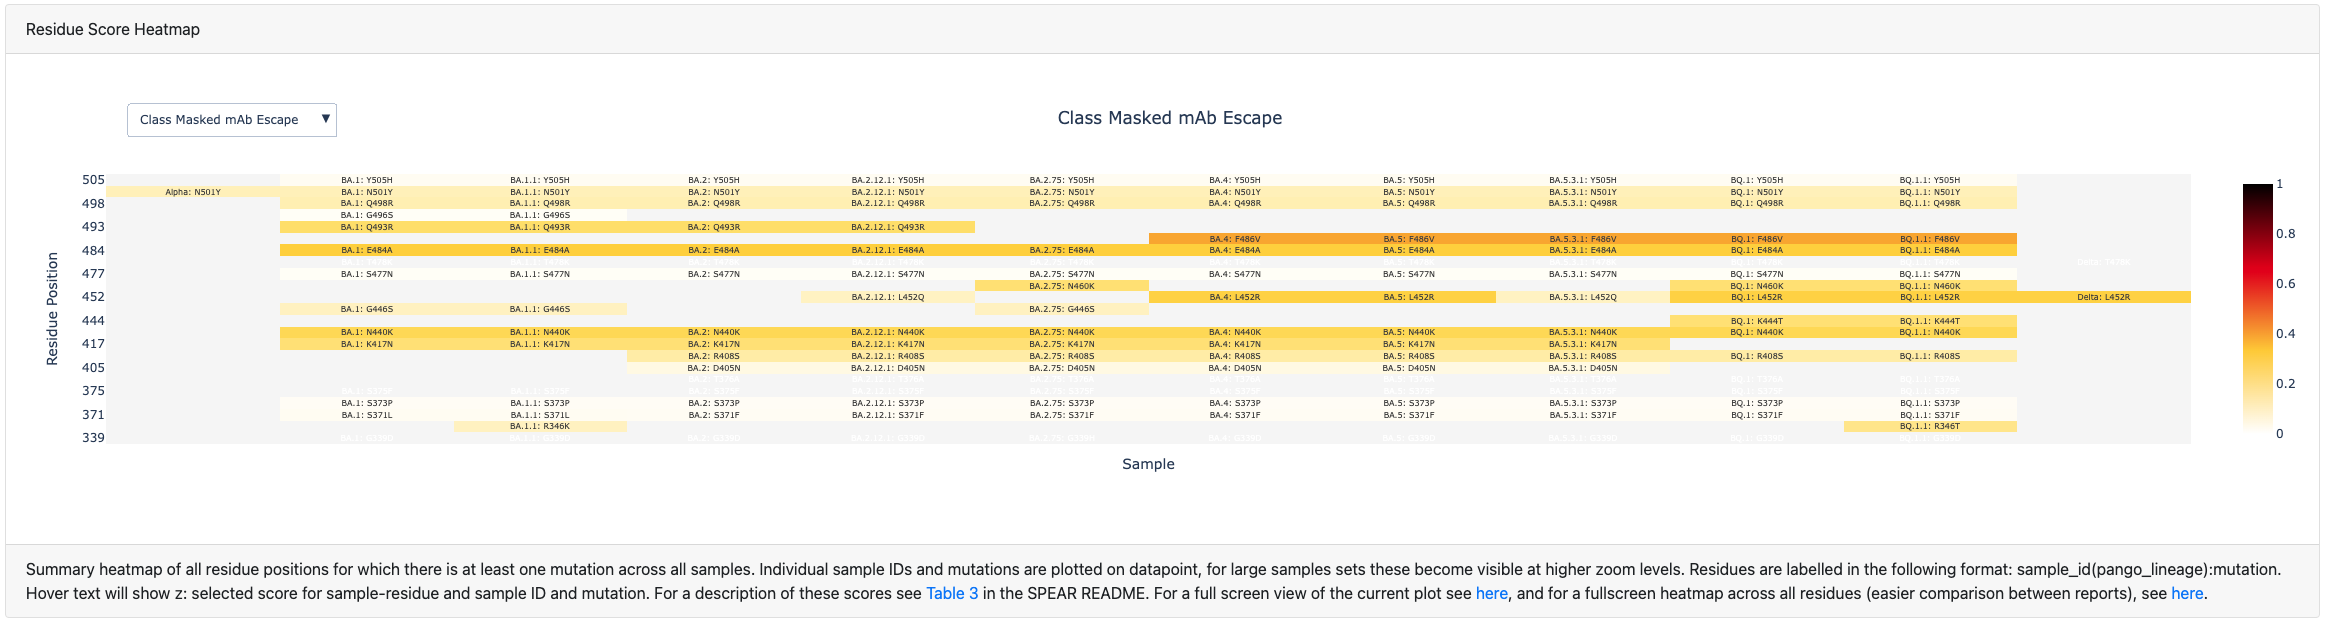 Residue Score Heatmap
Class Masked mAb Escape ▼
Class Masked mAb Escape
505 BA.1: Y505H BA.1.1: Y505H BA.2: Y505H BA.2.12.1: Y505H BA.2.75: Y505H BA.4: Y505H BA.5: Y505H BA.5.3.1: Y505H BQ.1: Y505H BQ.1.1: Y505H
Alpha: N501Y BA.1: N501Y BA.1.1: N501Y BA.2: N501Y BA.2.12.1: N501Y BA.2.75: N501Y BA.4: N501Y BA.5: N501Y BA.5.3.1: N501Y BQ.1: N501Y BQ.1.1: N501Y
498 BA.1: Q498R BA.1.1: Q498R BA.2: Q498R BA.2.12.1: Q498R BA.2.75: Q498R BA.4: Q498R BA.5: Q498R BA.5.3.1: Q498R BQ.1: Q498R BQ.1.1: Q498R
BA.1: G496S BA.1.1: G496S
493 BA.1: Q493R BA.1.1: Q493R BA.2: Q493R BA.2.12.1: Q493R
BA.4: F486V BA.5: F486V BA.5.3.1: F486V BQ.1: F486V BQ.1.1: F486V
484 BA.1: E484A BA.1.1: E484A BA.2: E484A BA.2.12.1: E484A BA.2.75: E484A BA.4: E484A BA.5: E484A BA.5.3.1: E484A BQ.1: E484A BQ.1.1: E484A
Delta: T478K
477 BA.1: S477N BA.1.1: S477N BA.2: S477N BA.2.12.1: S477N BA.2.75: S477N BA.4: S477N BA.5: S477N BA.5.3.1: S477N BQ.1: S477N BQ.1.1: S477N
BA.2.75: N460K BQ.1: N460K BQ.1.1: N460K
452 BA.2.12.1: L452Q BA.4: L452R BA.5: L452R BA.5.3.1: L452Q BQ.1: L452R BQ.1.1: L452R Delta: L452R
BA.1: G446S BA.1.1: G446S BA.2.75: G446S
444 BQ.1: K444T BQ.1.1: K444T
BA.1: N440K BA.1.1: N440K BA.2: N440K BA.2.12.1: N440K BA.2.75: N440K BA.4: N440K BA.5: N440K BA.5.3.1: N440K BQ.1: N440K BQ.1.1: N440K
417 BA.1: K417N BA.1.1: K417N BA.2: K417N BA.2.12.1: K417N BA.2.75: K417N BA.4: K417N BA.5: K417N BA.5.3.1: K417N
BA.2: R408S BA.2.12.1: R408S BA.2.75: R408S BA.4: R408S BA.5: R408S BA.5.3.1: R408S BQ.1: R408S BQ.1.1: R408S
405 BA.2: D405N BA.2.12.1: D405N BA.2.75: D405N BA.4: D405N BA.5: D405N BA.5.3.1: D405N
375
BA.1: S373P BA.1.1: S373P BA.2: S373P BA.2.12.1: S373P BA.2.75: S373P BA.4: S373P BA.5: S373P BA.5.3.1: S373P BQ.1: S373P BQ.1.1: S373P
371 BA.1: S371L BA.1.1: S371L BA.2: S371F BA.2.12.1: S371F BA.2.75: S371F BA.4: S371F BA.5: S371F BA.5.3.1: S371F BQ.1: S371F BQ.1.1: S371F
BA.1.1: R346K BQ.1.1: R346T
339
Residue Position
Sample
1
0.8
0.6
0.4
0.2
0
Summary heatmap of all residue positions for which there is at least one mutation across all samples. Individual sample IDs and mutations are plotted on datapoint, for large samples sets these become visible at higher zoom levels. Residues are labelled in the following format: sample_id(pango_lineage):mutation.
Hover text will show z: selected score for sample-residue and sample ID and mutation. For a description of these scores see Table 3 in the SPEAR README. For a full screen view of the current plot see here, and for a fullscreen heatmap across all residues (easier comparison between reports), see here.